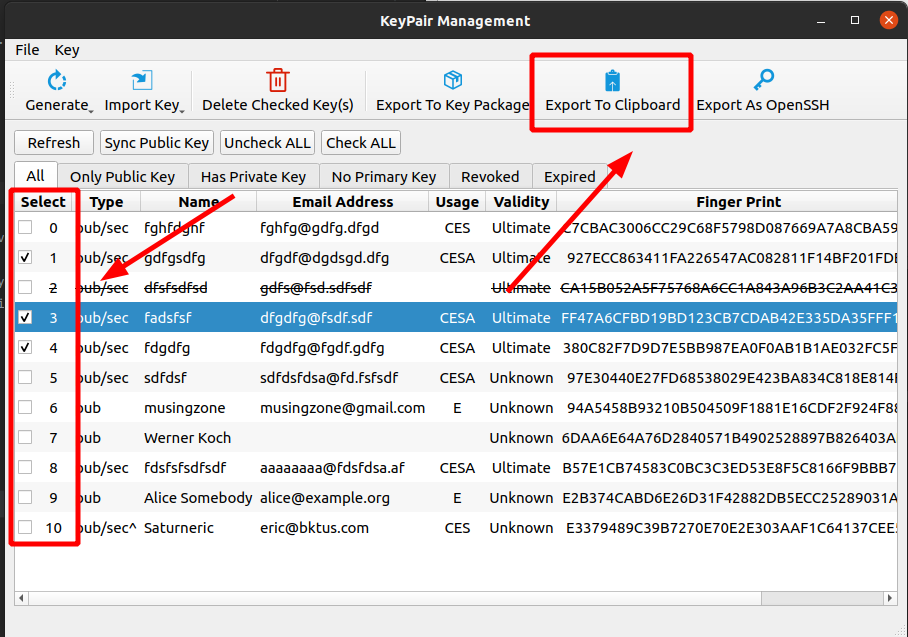 KeyPair Management
File Key
Generate Import Key Delete Checked Key(s) Export To Key Package Export To Clipboard Export As OpenSSH
Refresh Sync Public Key Uncheck ALL Check ALL
All Only Public Key Has Private Key No Primary Key Revoked Expired
Select Type Name Email Address Usage Validity Finger Print
0 pub/sec fghfdghf fghfg@gdfg.dfgd CES Ultimate C7CBAC3006CC29C68F5798D087669A7A8CBA59
1 pub/sec gdfgsdfg dfgdf@dgdsgd.dfg CESA Ultimate 927ECC863411FA226547AC082811F14BF201FDE
2 pub/sec dfsfsdfsd gdfs@fsd.sdfsdf Ultimate CA15B052A5F75768A6CC1A843A96B3C2AA41C3
3 pub/sec fadsfsf dfgdfg@fsdf.sdf CESA Ultimate FF47A6CFBD19BD123CB7CDAB42E335DA35FFF1
4 pub/sec fdgdfg fdgdfg@fgdf.gdfg CESA Ultimate 380C82F7D9D7E5BB987EA0F0AB1B1AE032FC5F
5 pub/sec sdfdsf sdfdsfdsa@fd.fsfsdf CESA Unknown 97E30440E27FD68538029E423BA834C818E814
6 pub musingzone musingzone@gmail.com E Unknown 94A5458B93210B504509F1881E16CDF2F924F88
7 pub Werner Koch Unknown 6DAA6E64A76D2840571B4902528897B826403A
8 pub/sec fdsfsfsdfsdf aaaaaaaa@fdsfdsa.af CESA Ultimate B57E1CB74583C0BC3C3ED53E8F5C8166F9BBB7
9 pub Alice Somebody alice@example.org E Unknown E2B374CABD6E26D31F42882DB5ECC25289031A
10 pub/sec^ Saturneric eric@bktus.com CES Unknown E3379489C39B7270E70E2E303AAF1C64137CEE